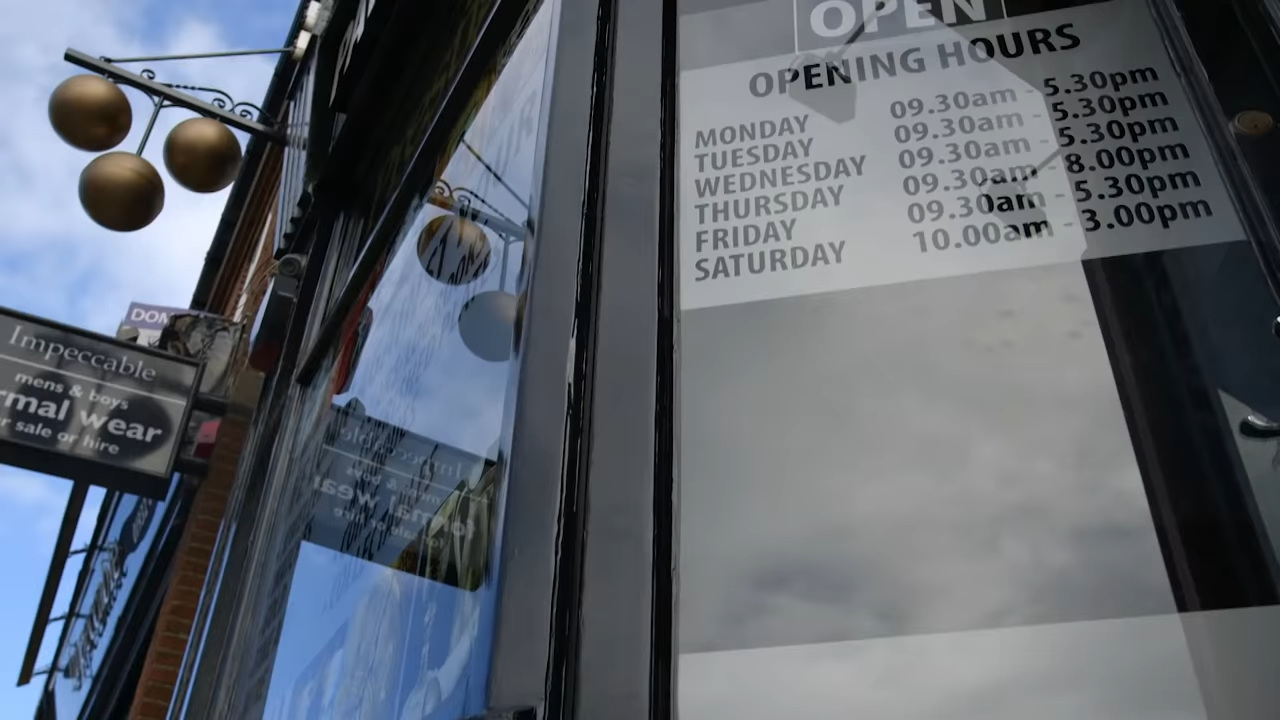 OPEN
OPENING HOURS
MONDAY 09.30am - 5.30pm
TUESDAY 09.30am - 5.30pm
WEDNESDAY 09.30am - 5.30pm
THURSDAY 09.30am - 8.00pm
FRIDAY 09.30am - 5.30pm
SATURDAY 10.00am - 3.00pm
DOM
Impeccable
mens & boys
rmal wear
r sale or hire